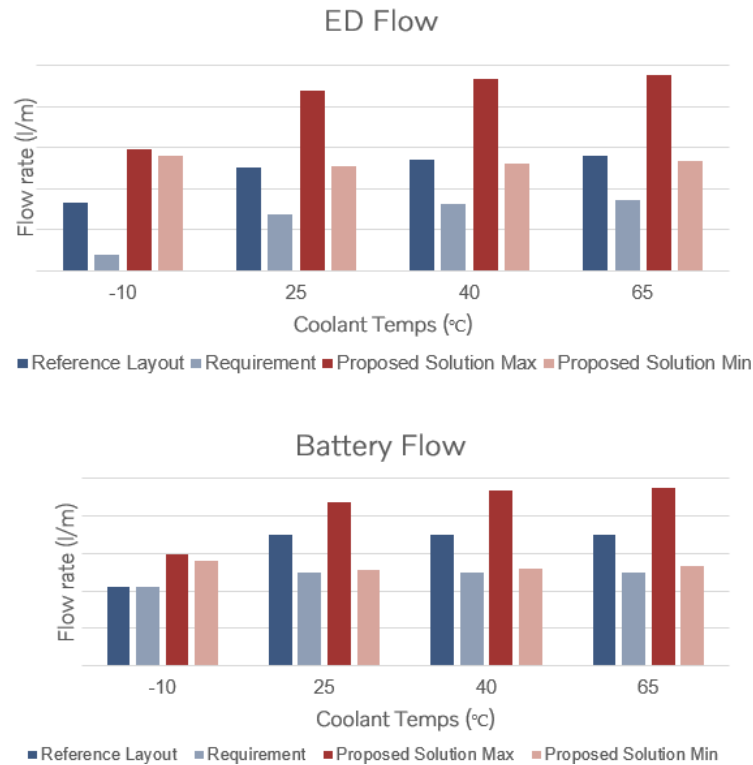 ED Flow
Flow rate (l/m)
-10 25 40 65
Coolant Temps (℃)
Reference Layout Requirement Proposed Solution Max Proposed Solution Min
Battery Flow
Flow rate (l/m)
-10 25 40 65
Coolant Temps (℃)
Reference Layout Requirement Proposed Solution Max Proposed Solution Min